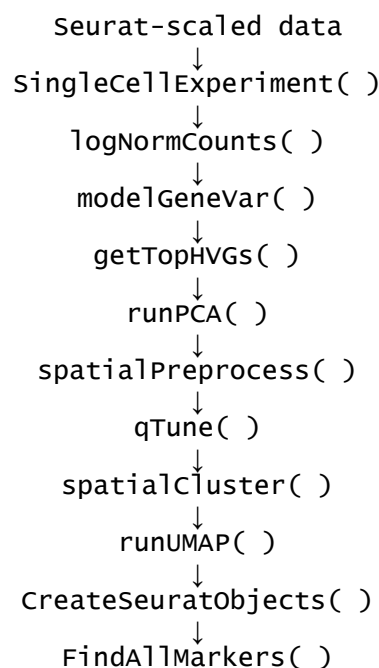 Seurat-scaled data
↓
SingleCellExperiment( )
↓
logNormCounts( )
↓
modelGeneVar( )
↓
getTopHVGs( )
↓
runPCA( )
↓
spatialPreprocess( )
↓
qTune( )
↓
spatialCluster( )
↓
runUMAP( )
↓
CreateSeuratObjects( )
↓
FindAllMarkers( )